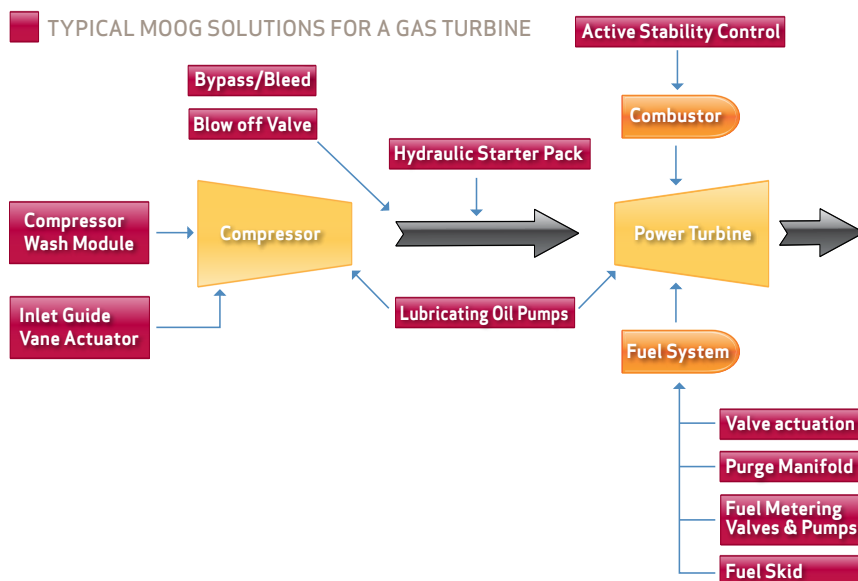 TYPICAL MOOG SOLUTIONS FOR A GAS TURBINE
Active Stability Control
Bypass/Bleed
Blow off Valve
Combustor
Hydraulic Starter Pack
Compressor
Wash Module
Compressor
Power Turbine
Inlet Guide
Vane Actuator
Lubricating Oil Pumps
Fuel System
Valve actuation
Purge Manifold
Fuel Metering
Valves & Pumps
Fuel Skid